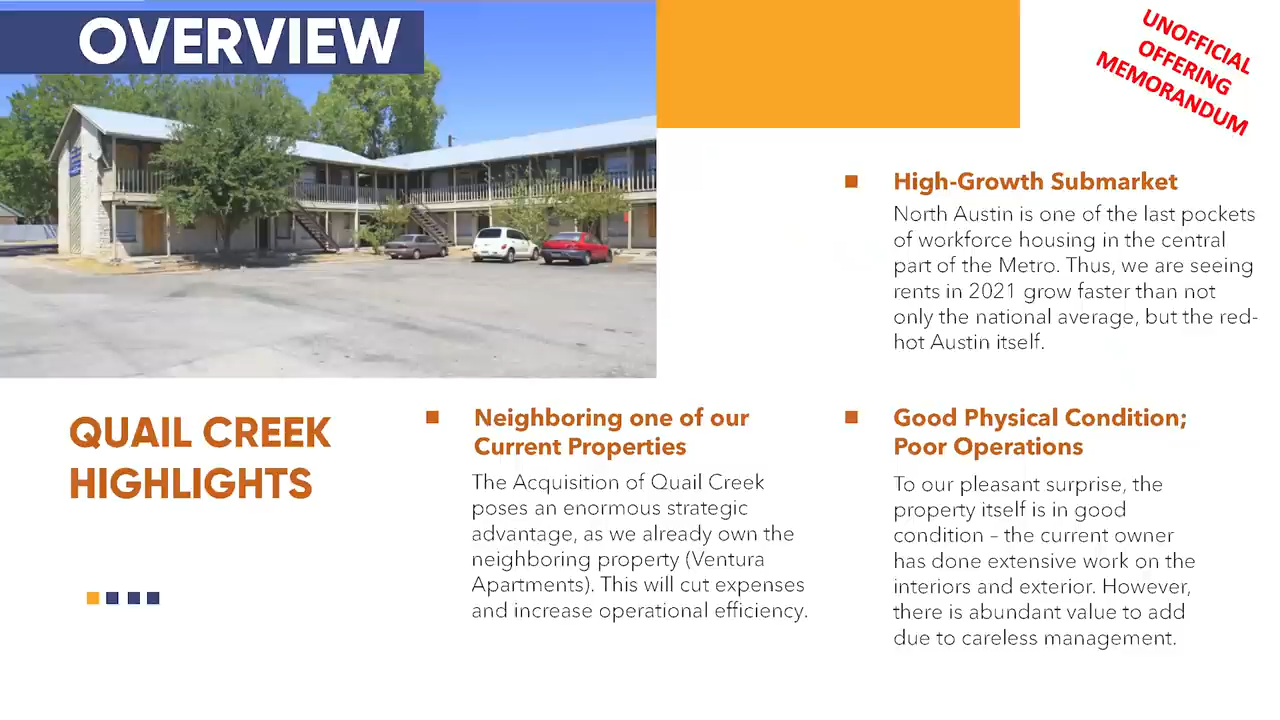 OVERVIEW
UNOFFICIAL
OFFERING
MEMORANDUM
High-Growth Submarket
North Austin is one of the last pockets
of workforce housing in the central
part of the Metro. Thus, we are seeing
rents in 2021 grow faster than not
only the national average, but the red-
hot Austin itself.
QUAIL CREEK
HIGHLIGHTS
Neighboring one of our
Current Properties
The Acquisition of Quail Creek
poses an enormous strategic
advantage, as we already own the
neighboring property (Ventura
Apartments). This will cut expenses
and increase operational efficiency.
Good Physical Condition;
Poor Operations
To our pleasant surprise, the
property itself is in good
condition – the current owner
has done extensive work on the
interiors and exterior. However,
there is abundant value to add
due to careless management.